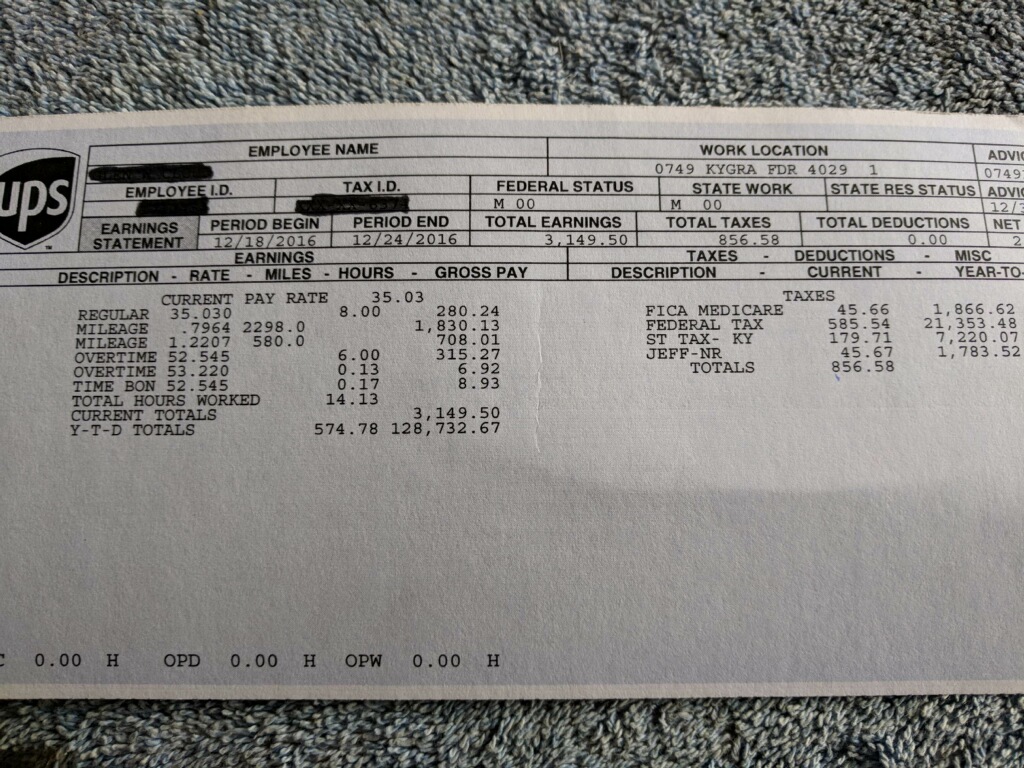 ups
EMPLOYEE NAME WORK LOCATION
0749 KYGRA FDR 4029 1
EMPLOYEE I.D. TAX I.D. FEDERAL STATUS STATE WORK STATE RES STATUS
M 00 M 00
EARNINGS STATEMENT PERIOD BEGIN PERIOD END TOTAL EARNINGS TOTAL TAXES TOTAL DEDUCTIONS NET
12/18/2016 12/24/2016 3,149.50 856.58 0.00
EARNINGS TAXES - DEDUCTIONS - MISC
DESCRIPTION - RATE - MILES - HOURS - GROSS PAY DESCRIPTION - CURRENT - YEAR-TO-
CURRENT PAY RATE 35.03 TAXES
REGULAR 35.030 8.00 280.24 FICA MEDICARE 45.66 1,866.62
MILEAGE .7964 2298.0 1,830.13 FEDERAL TAX 585.54 21,353.48
MILEAGE 1.2207 580.0 708.01 ST TAX- KY 179.71 7,220.07
OVERTIME 52.545 6.00 315.27 JEFF-NR 45.67 1,783.52
OVERTIME 53.220 0.13 6.92 TOTALS 856.58
TIME BON 52.545 0.17 8.93
TOTAL HOURS WORKED 14.13
CURRENT TOTALS 3,149.50
Y-T-D TOTALS 574.78 128,732.67
0.00 H OPD 0.00 H OPW 0.00 H